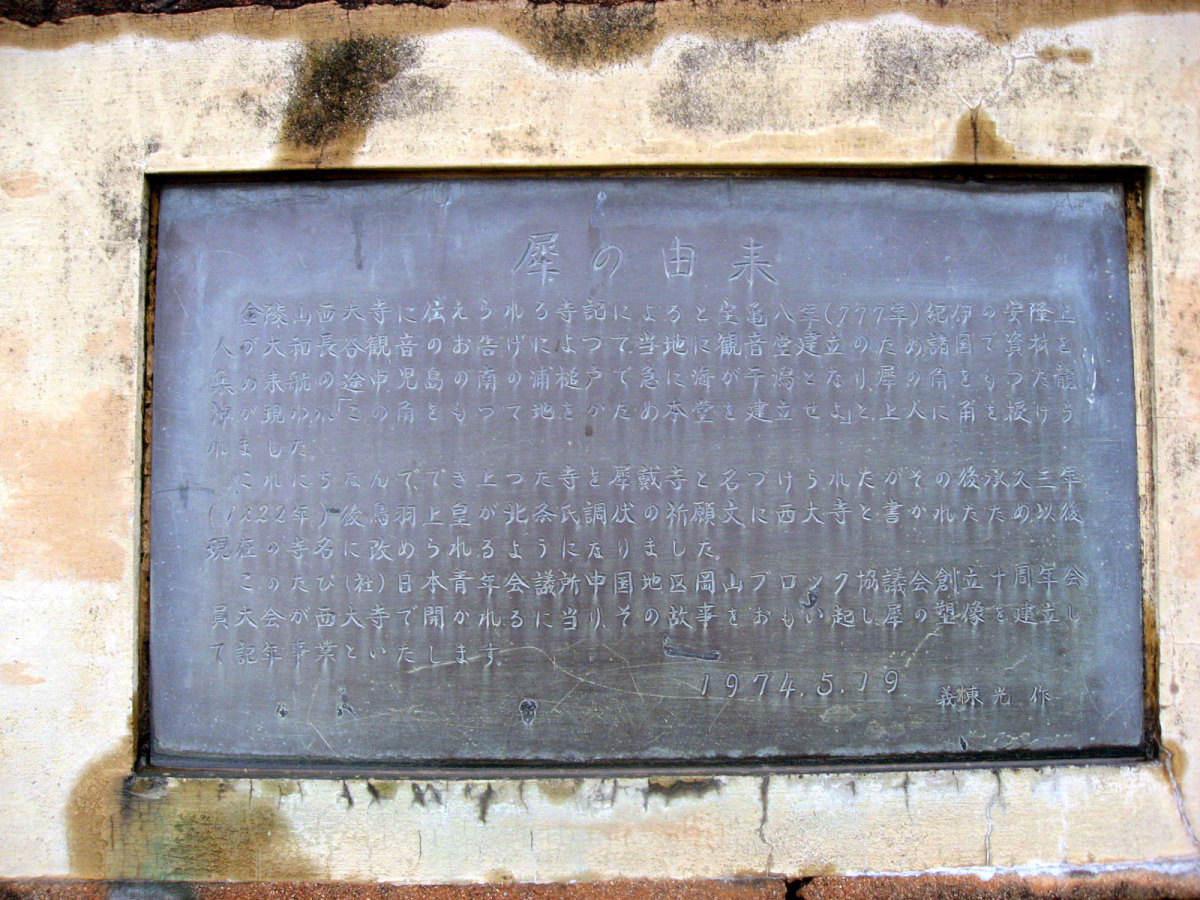 犀の由来
金陵山西大寺に伝えられる寺記によると宝亀八年(777年)紀伊の安隆上
人が大和長谷観音のお告げによつて、当地に観音堂建立のため諸国で資材を
集め来航の途中児島の南の浦槌戸で急に海が平潟となり、犀の角をもつた龍
神が現われ「この角をもつて地をかため本堂を建立せよ」と、上人に角を授けら
れました。
これにちなんで、でき上つた寺を犀戴寺と名づけられたがその後承久三年
(1222年)後鳥羽上皇が北条氏調伏の祈願文に西大寺と書かれたため、以後
現在の寺名に改められるようになりました。
このたび(社)日本青年会議所中国地区岡山ブロック協議会創立十周年会
員大会が西大寺で開かれるに当り、その故事をおもい起し、犀の塑像を建立し
て記年事業といたします。
1974.5.19
光 作